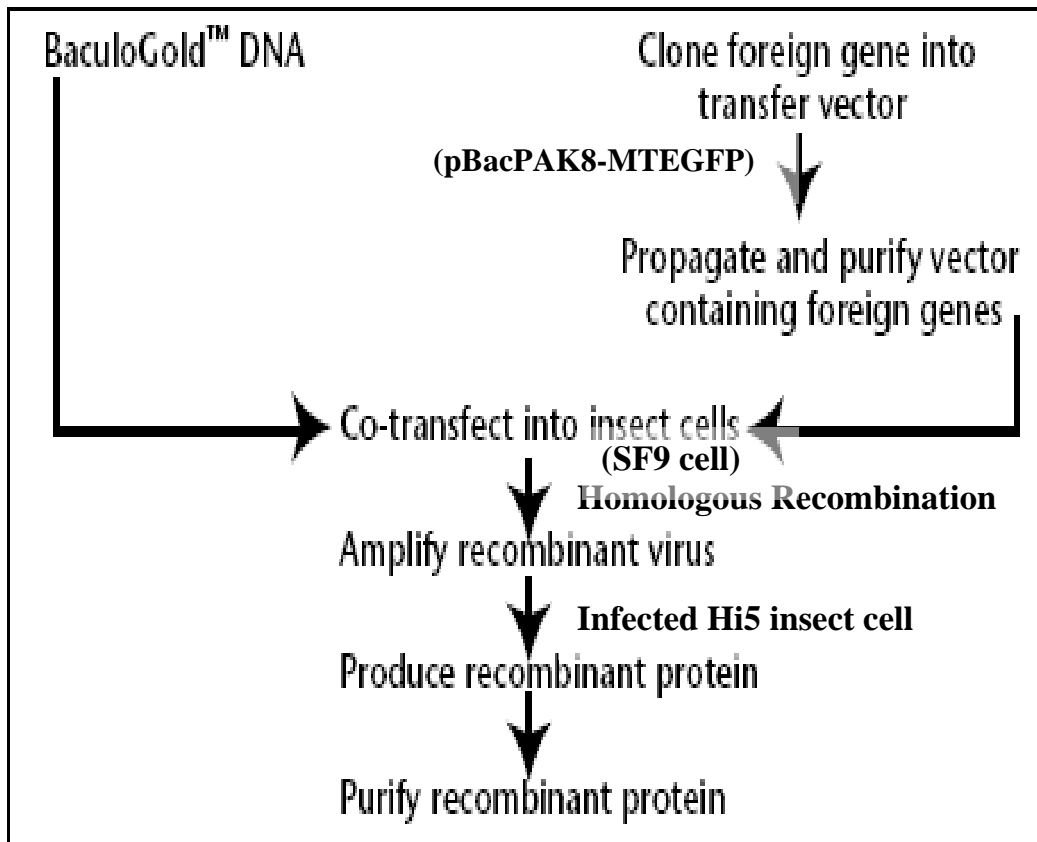 BaculoGold™ DNA
Clone foreign gene into
transfer vector
(pBacPAK8-MTEGFP)
Propagate and purify vector
containing foreign genes
Co-transfect into insect cells
(SF9 cell)
Homologous Recombination
Amplify recombinant virus
Infected Hi5 insect cell
Produce recombinant protein
Purify recombinant protein